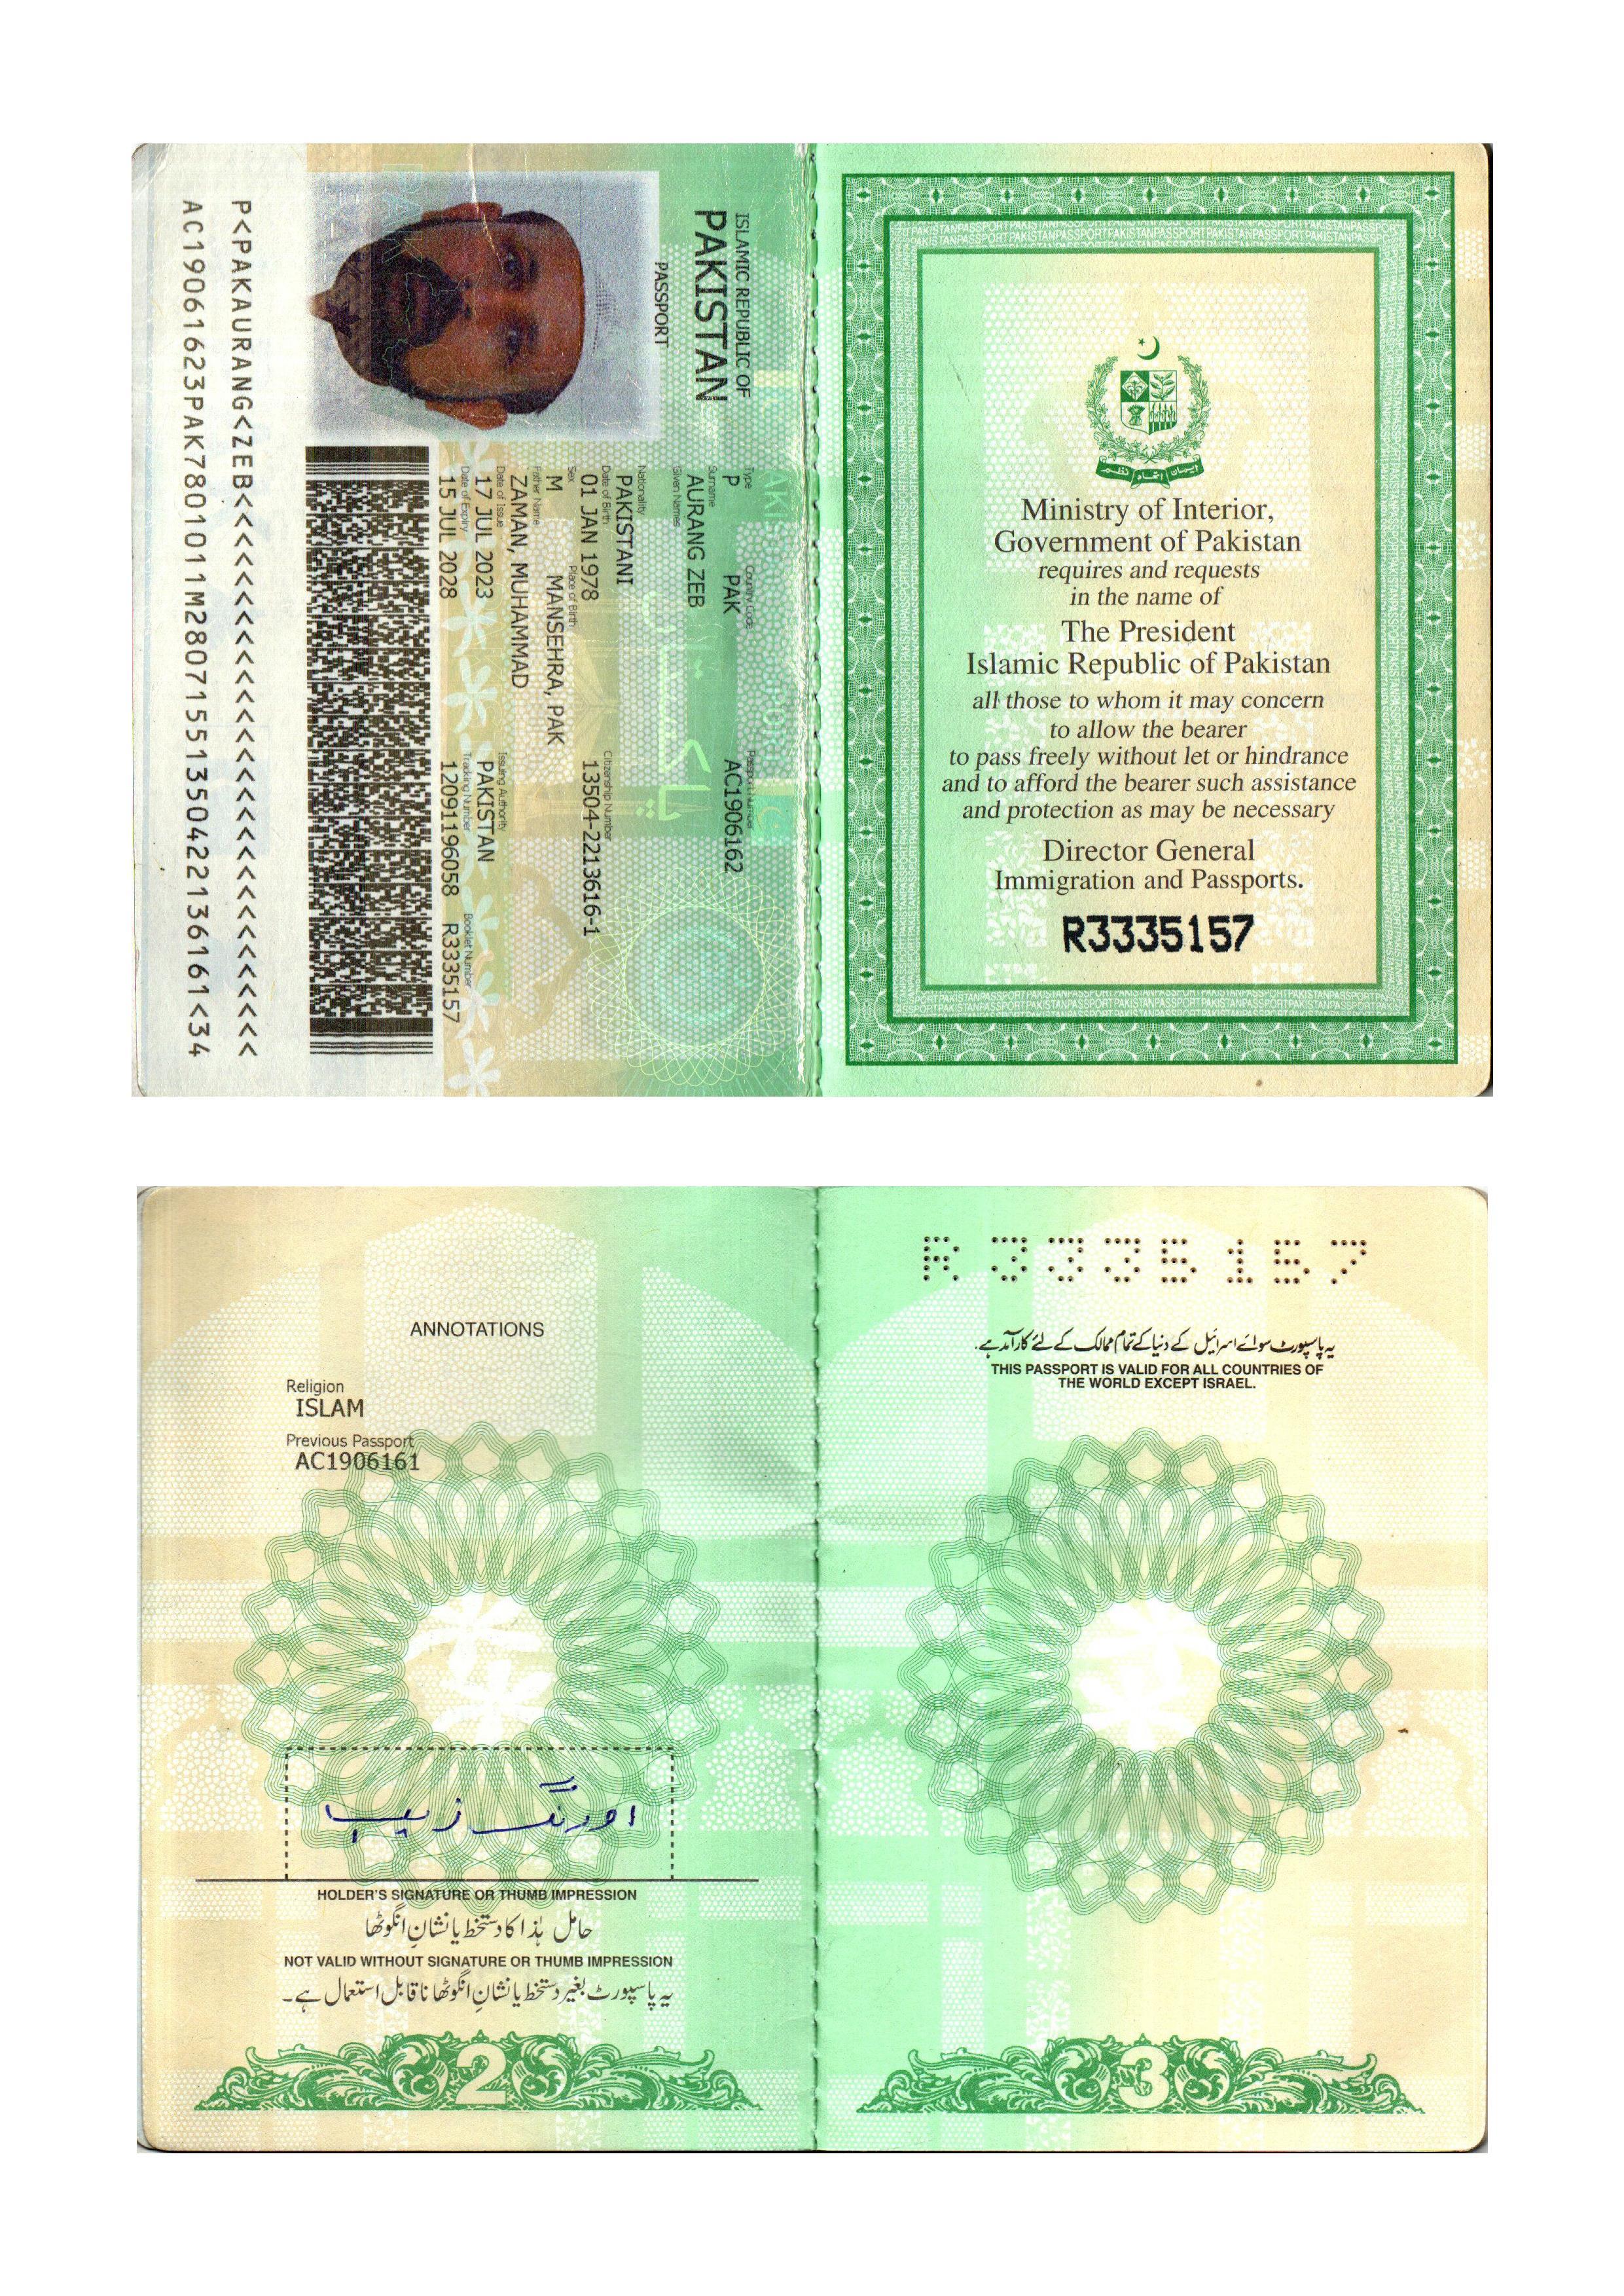 ISLAMIC REPUBLIC OF
PAKISTAN
PASSPORT
Type
Country Code
Passport Number
P
PAK
AC1906162
Surname
AURANG ZEB
Given Names
Nationality
PAKISTANI
Date of Birth
Citizenship Number
01 JAN 1978
13504-2213616-1
Sex
Place of Birth
M
MANSEHRA, PAK
Father Name
ZAMAN, MUHAMMAD
Date of Issue
Issuing Authority
17 JUL 2023
PAKISTAN
Date of Expiry
Tracking Number
Booklet Number
15 JUL 2028
12091196058
R3335157
P<PAKAURANG<ZEB<<<<<<<<<<<<<<<<<<<<<<<<<<<<<
AC19061623PAK7801011M28071551350422136161<34
ایمان اتحاد نظم
Ministry of Interior,
Government of Pakistan
requires and requests
in the name of
The President
Islamic Republic of Pakistan
all those to whom it may concern
to allow the bearer
to pass freely without let or hindrance
and to afford the bearer such assistance
and protection as may be necessary
Director General
Immigration and Passports.
R3335157
ANNOTATIONS
Religion
ISLAM
Previous Passport
AC1906161
اورنگ زیب
HOLDER'S SIGNATURE OR THUMB IMPRESSION
حامل ہٰذا کا دستخط یا نشانِ انگوٹھا
NOT VALID WITHOUT SIGNATURE OR THUMB IMPRESSION
یہ پاسپورٹ بغیر دستخط یا نشانِ انگوٹھا ناقابل استعمال ہے۔
2
R3335157
یہ پاسپورٹ سوائے اسرائیل کے دنیا کے تمام ممالک کے لئے کارآمد ہے۔
THIS PASSPORT IS VALID FOR ALL COUNTRIES OF
THE WORLD EXCEPT ISRAEL.
3